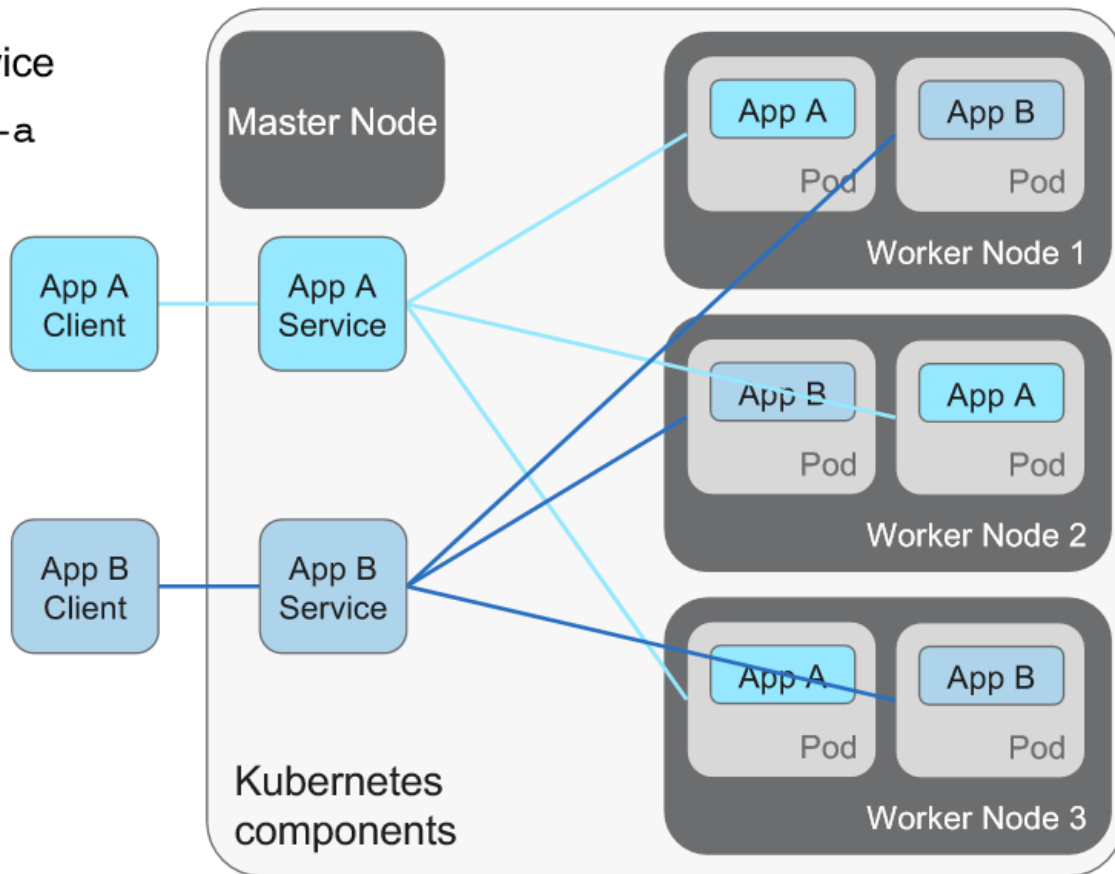 vice
-a
Master Node
App A
Pod
App B
Pod
Worker Node 1
App A
Client
App A
Service
App B
Pod
App A
Pod
Worker Node 2
App B
Client
App B
Service
App A
Pod
App B
Pod
Worker Node 3
Kubernetes
components